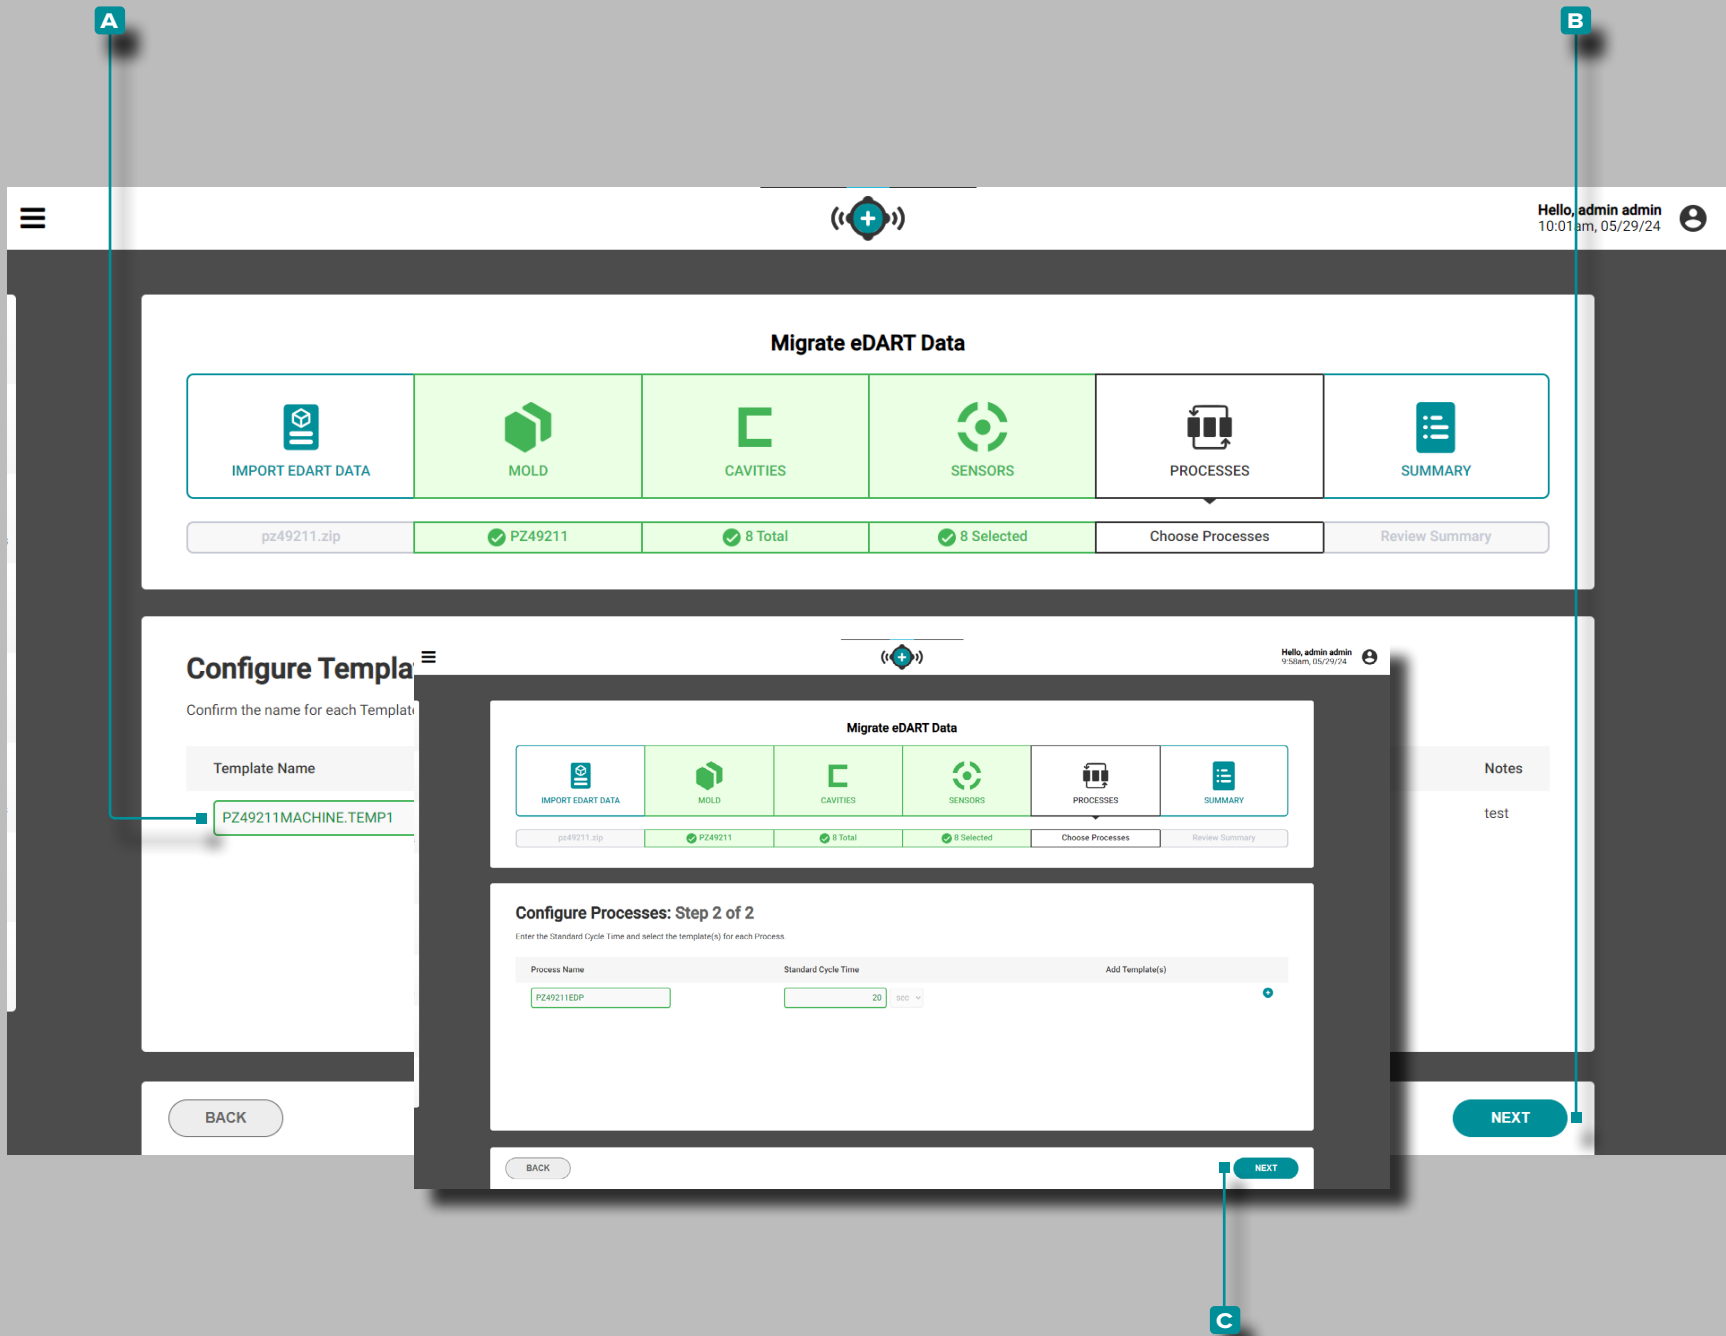 A
B
Hello, admin admin
10:01am, 05/29/24
Migrate eDART Data
IMPORT EDART DATA
MOLD
CAVITIES
SENSORS
PROCESSES
SUMMARY
pz49211.zip
PZ49211
8 Total
8 Selected
Choose Processes
Review Summary
Configure Templa
Confirm the name for each Templat
Template Name
Notes
PZ49211MACHINE.TEMP1
test
BACK
NEXT
Hello, admin admin
9:58am, 05/29/24
Migrate eDART Data
IMPORT EDART DATA
MOLD
CAVITIES
SENSORS
PROCESSES
SUMMARY
pz49211.zip
PZ49211
8 Total
8 Selected
Choose Processes
Review Summary
Configure Processes: Step 2 of 2
Enter the Standard Cycle Time and select the template(s) for each Process.
Process Name
Standard Cycle Time
Add Template(s)
PZ49211EDP
20
sec
BACK
NEXT
C